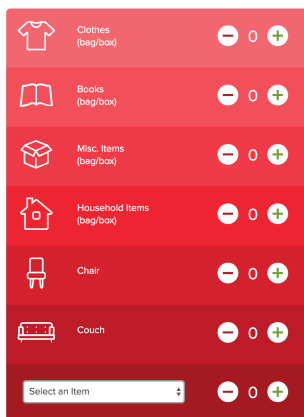 Clothes
(bag/box)
0
Books
(bag/box)
0
Misc. Items
(bag/box)
0
Household Items
(bag/box)
0
Chair
0
Couch
0
Select an Item
0